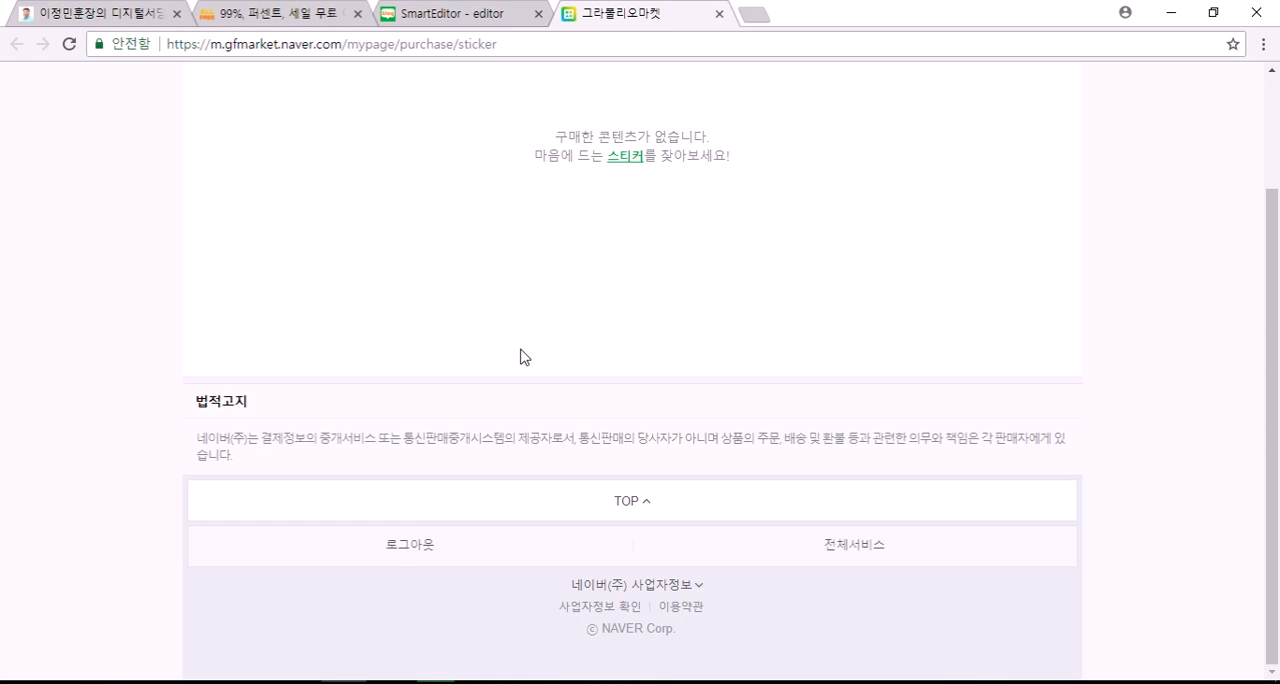 이정민훈장의 디지털서당
99%, 퍼센트, 세일 무료
SmartEditor - editor
그라폴리오마켓
안전함
https://m.gfmarket.naver.com/mypage/purchase/sticker
구매한 콘텐츠가 없습니다.
마음에 드는 스티커를 찾아보세요!
법적고지
네이버(주)는 결제정보의 중개서비스 또는 통신판매중개시스템의 제공자로서, 통신판매의 당사자가 아니며 상품의 주문, 배송 및 환불 등과 관련한 의무와 책임은 각 판매자에게 있
습니다.
TOP
로그아웃 전체서비스
네이버(주) 사업자정보
사업자정보 확인 이용약관
© NAVER Corp.